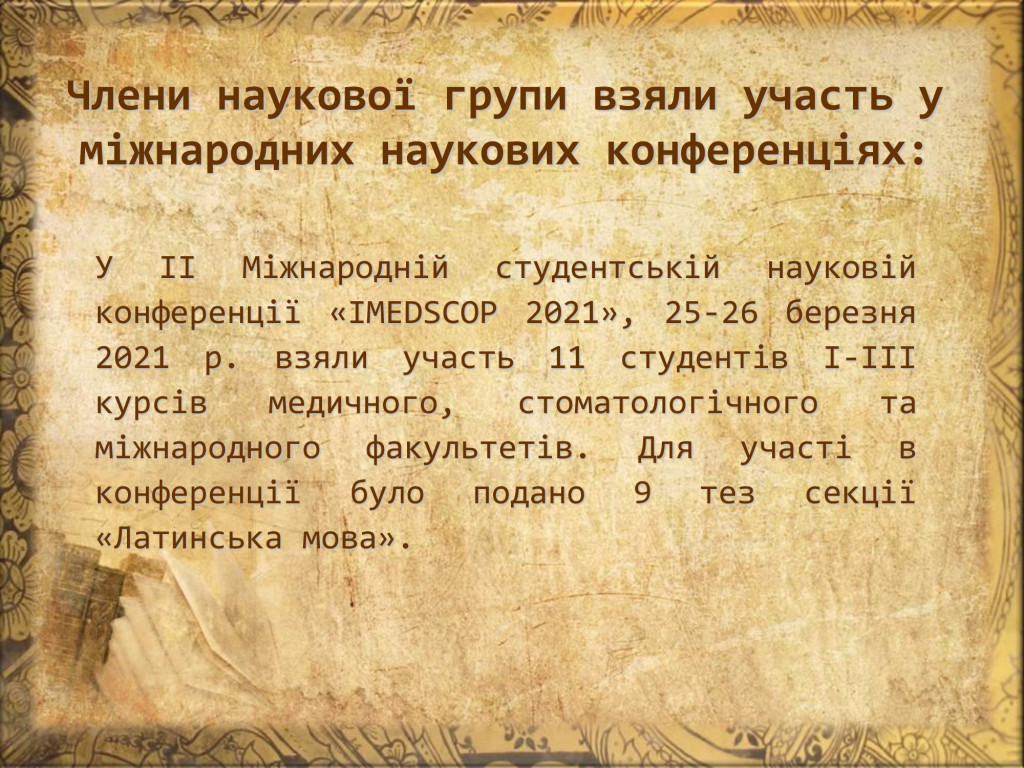 Члени наукової групи взяли участь у
міжнародних наукових конференціях:
У ІІ Міжнародній студентській науковій
конференції «IMEDSCOP 2021», 25-26 березня
2021 р. взяли участь 11 студентів І-ІІІ
курсів медичного, стоматологічного та
міжнародного факультетів. Для участі в
конференції було подано 9 тез секції
«Латинська мова».